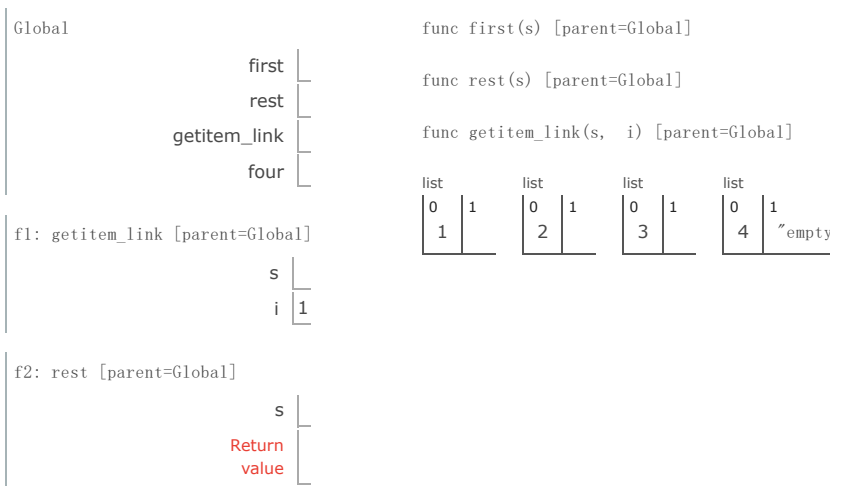 Global
first
rest
getitem_link
four
f1: getitem_link [parent=Global]
s
i 1
f2: rest [parent=Global]
s
Return
value
func first(s) [parent=Global]
func rest(s) [parent=Global]
func getitem_link(s, i) [parent=Global]
list list list list
0 1 0 1 0 1 0 1
1 2 3 4 "empty